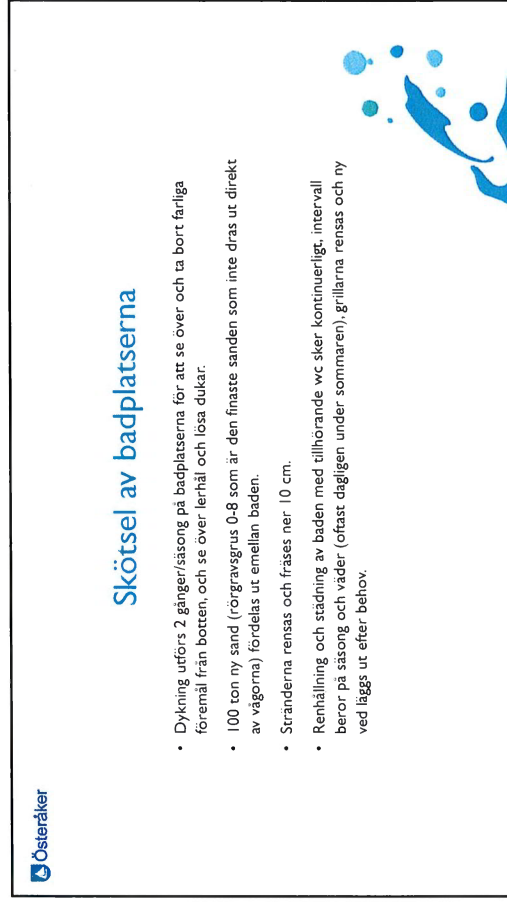 Österåker
Skötsel av badplatserna
• Dykning utförs 2 gånger/säsong på badplatserna för att se över och ta bort farliga
föremål från botten, och se över lerhål och lösa dukar.
• 100 ton ny sand (rörgravsgrus 0-8 som är den finaste sanden som inte dras ut direkt
av vågorna) fördelas ut emellan baden.
• Stränderna rensas och fräses ner 10 cm.
• Renhållning och städning av baden med tillhörande wc sker kontinuerligt, intervall
beror på säsong och väder (oftast dagligen under sommaren), grillarna rensas och ny
ved läggs ut efter behov.